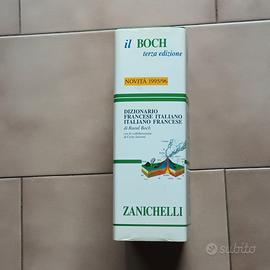 il BOCH
terza edizione
NOVITÀ 1995/96
DIZIONARIO
FRANCESE ITALIANO
ITALIANO FRANCESE
di Raoul Boch
ZANICHELLI
subito